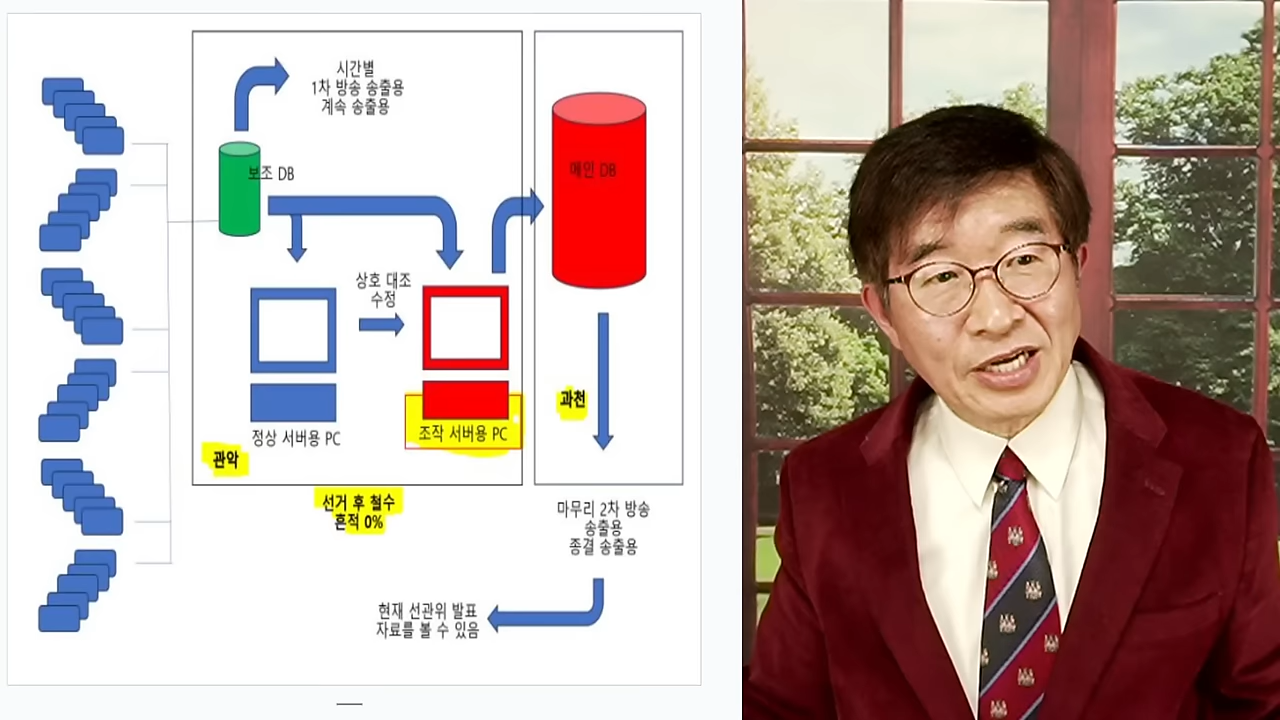 시간별
1차 방송 송출용
계속 송출용
보조 DB
메인 DB
상호 대조
수정
과천
정상 서버용 PC
조작 서버용 PC
관악
선거 후 철수
흔적 0%
마무리 2차 방송
송출용
종결 송출용
현재 선관위 발표
자료를 볼 수 있음